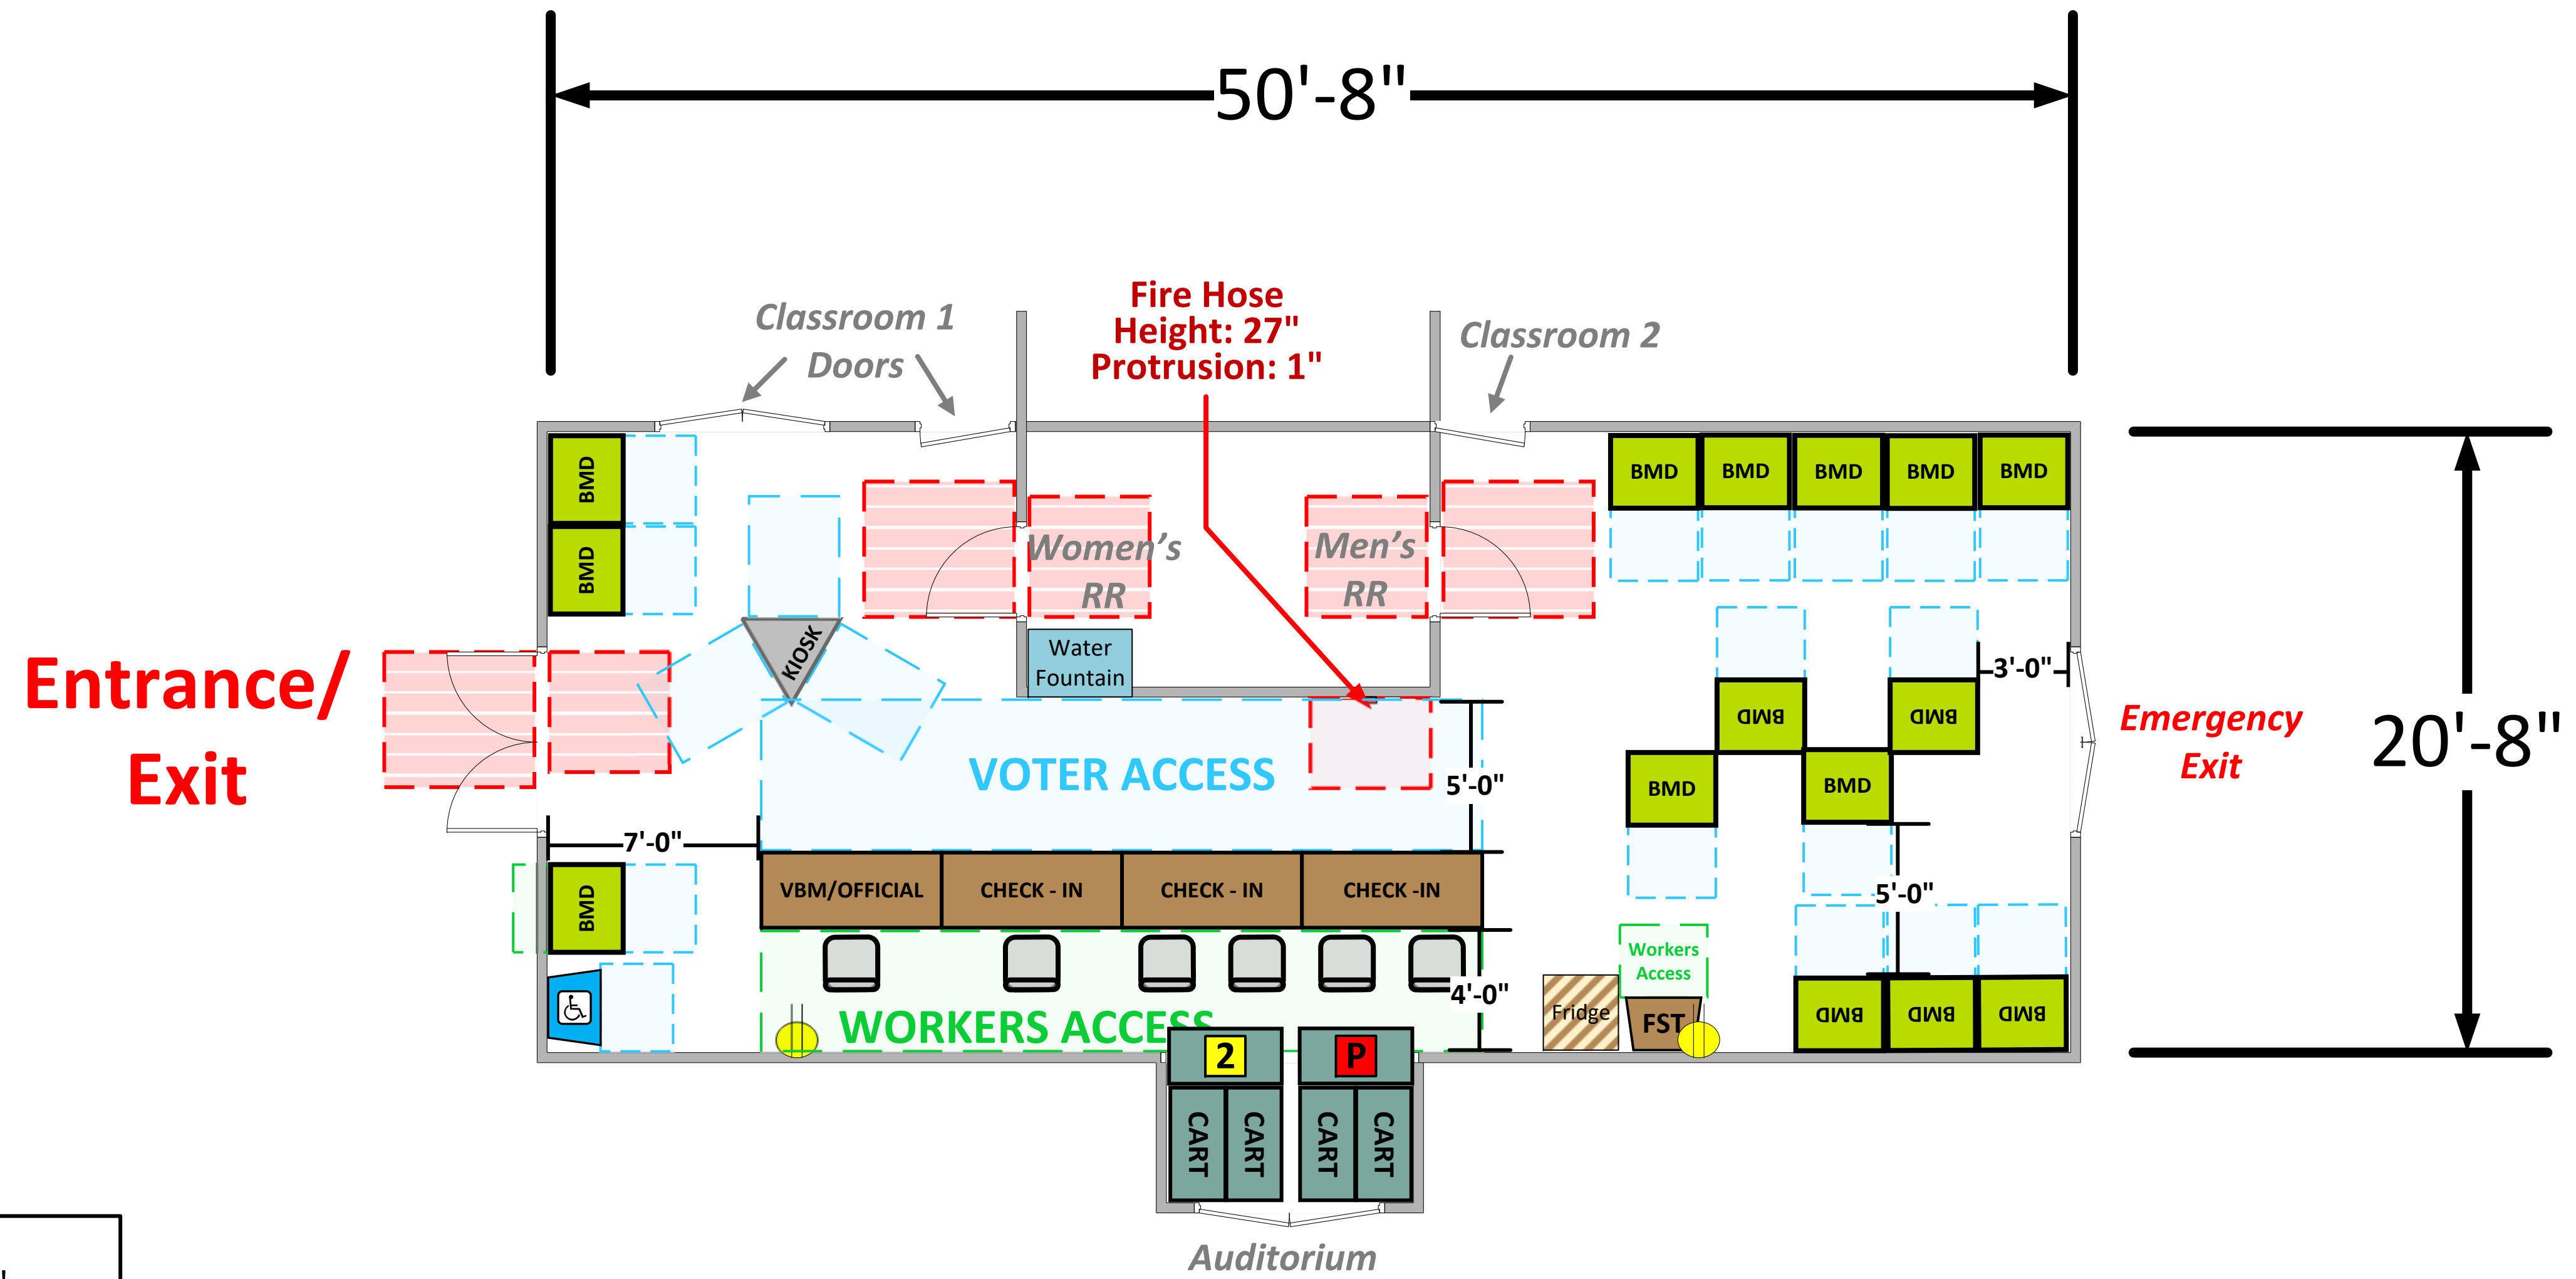 50'-8"
Fire Hose
Height: 27"
Protrusion: 1"
Classroom 1
Doors
Classroom 2
BMD
BMD
BMD
BMD
BMD
BMD
BMD
Women's
RR
Men's
RR
KIOSK
Water
Fountain
Entrance/
Exit
3'-0"
BMD
BMD
Emergency
Exit
20'-8"
VOTER ACCESS
5'-0"
BMD
BMD
7'-0"
VBM/OFFICIAL
CHECK - IN
CHECK - IN
CHECK -IN
BMD
5'-0"
Workers
Access
4'-0"
WORKERS ACCESS
Fridge
FST
BMD
BMD
BMD
2
P
CART
CART
CART
CART
Auditorium